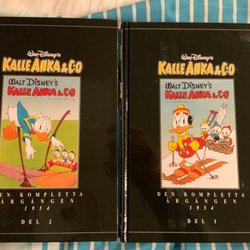 Walt Disney's
KALLE ANKA & C:O
WALT DISNEY'S
KALLE ANKA & C:O
DEN KOMPLETTA
ÅRGÅNGEN
1954
DEL 2
Walt Disney's
KALLE ANKA & C:O
WALT DISNEY'S
KALLE ANKA & C:O
DEN KOMPLETTA
ÅRGÅNGEN
1954
DEL 1